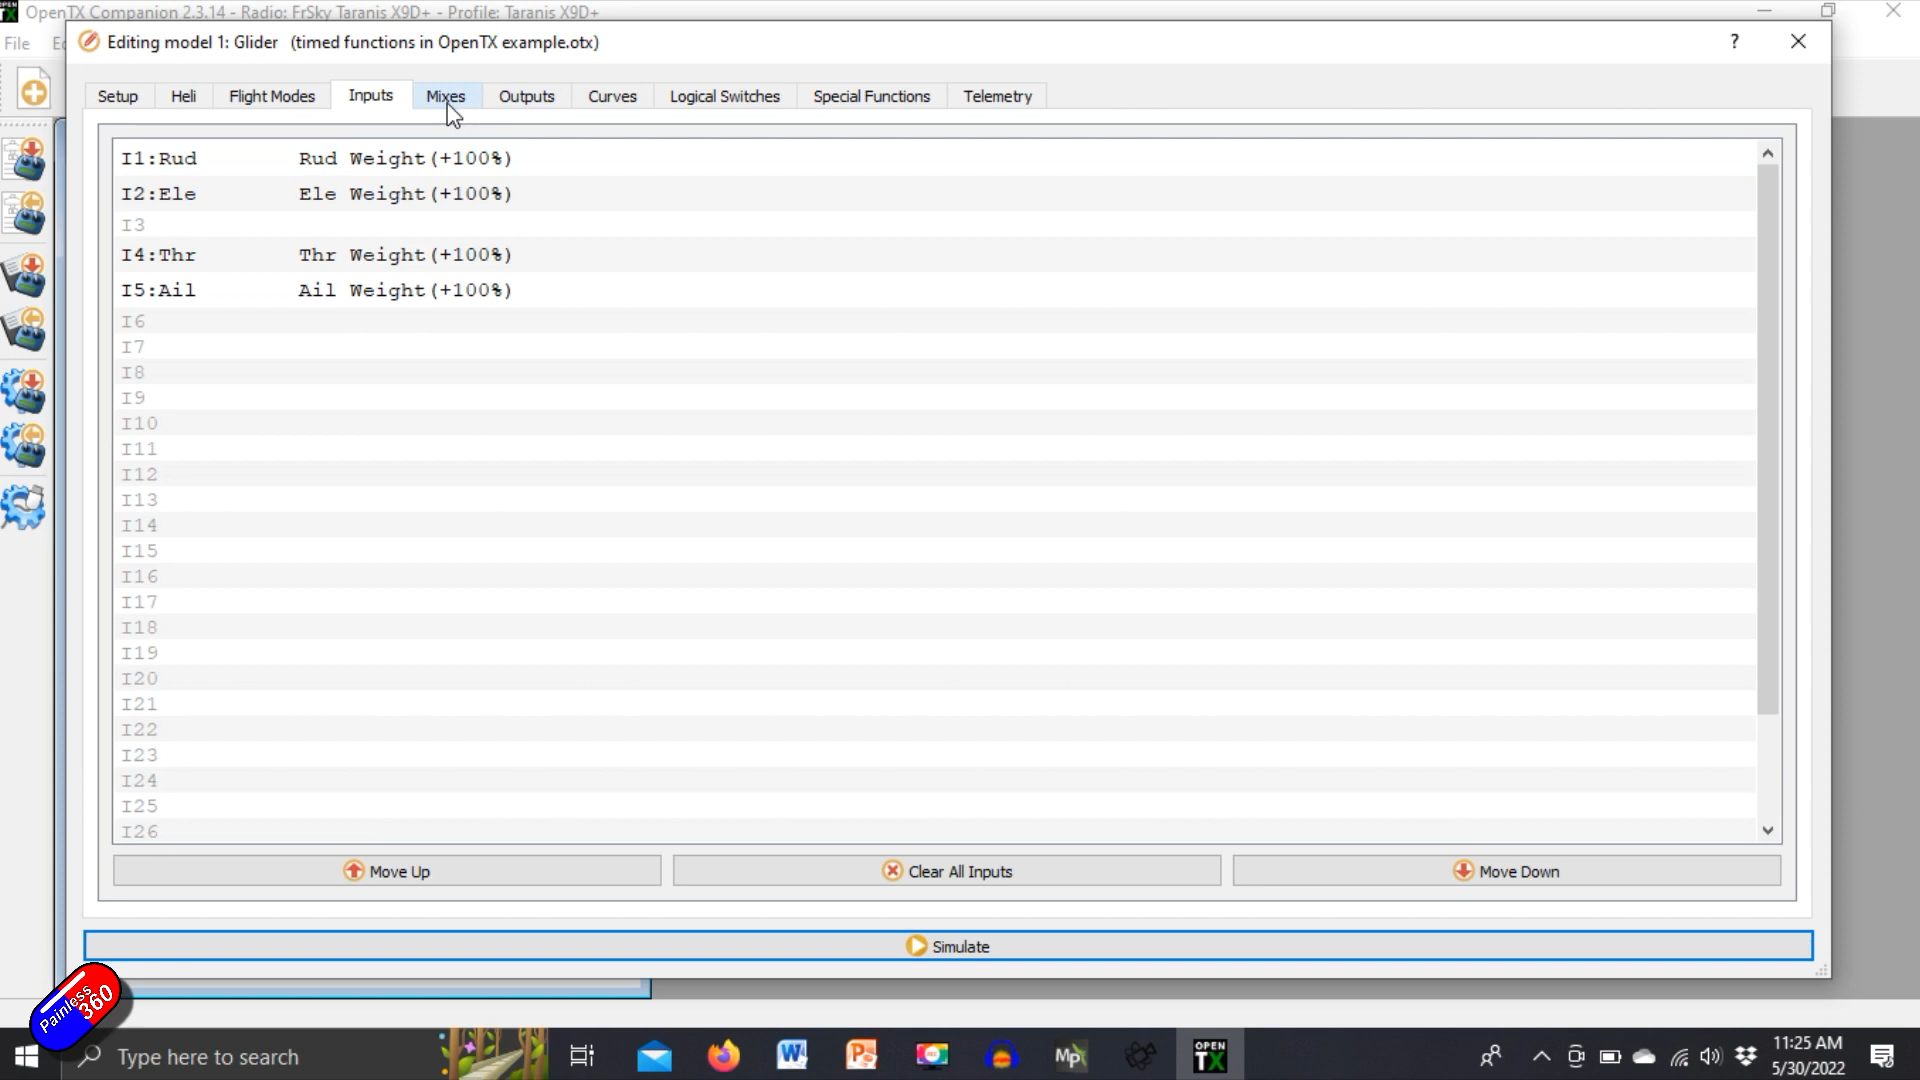 OPEN
TX
OpenTX Companion 2.3.14 - Radio: FrSky Taranis X9D+ - Profile: Taranis X9D+
File
Editing model 1: Glider (timed functions in OpenTX example.otx)
?
Setup Heli Flight Modes Inputs Mixes Outputs Curves Logical Switches Special Functions Telemetry
I1:Rud Rud Weight(+100%)
I2:Ele Ele Weight(+100%)
I3
I4:Thr Thr Weight(+100%)
I5:Ail Ail Weight(+100%)
I6
I7
I8
I9
I10
I11
I12
I13
I14
I15
I16
I17
I18
I19
I20
I21
I22
I23
I24
I25
I26
Move Up Clear All Inputs Move Down
Simulate
Painless
360
Type here to search
W
P
REC
Mp
OPEN
TX
11:25 AM
5/30/2022